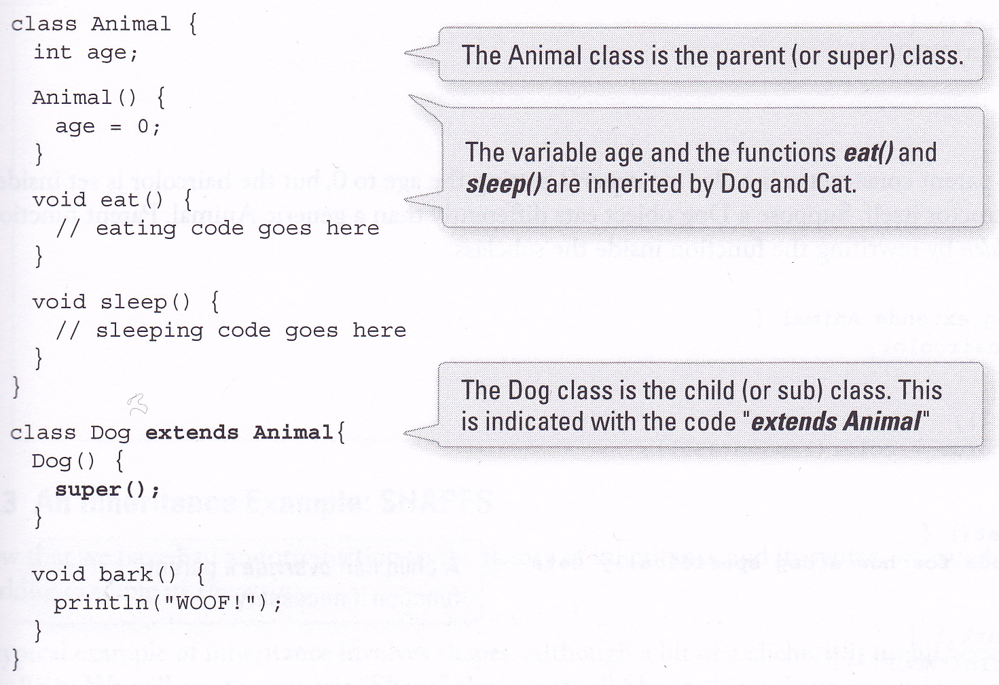 class Animal {
int age;
The Animal class is the parent (or super) class.
Animal() {
age = 0;
}
The variable age and the functions eat() and
sleep() are inherited by Dog and Cat.
void eat() {
// eating code goes here
}
void sleep() {
// sleeping code goes here
}
}
The Dog class is the child (or sub) class. This
is indicated with the code "extends Animal"
class Dog extends Animal{
Dog() {
super();
}
void bark() {
println("WOOF!");
}
}